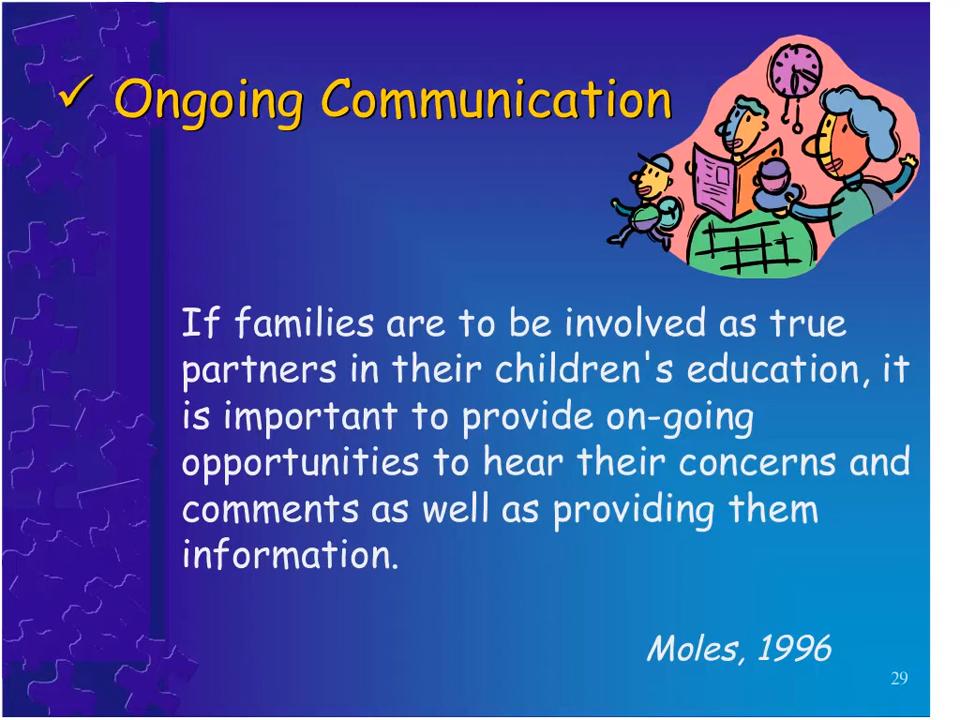 ✓ Ongoing Communication
If families are to be involved as true
partners in their children's education, it
is important to provide on-going
opportunities to hear their concerns and
comments as well as providing them
information.
Moles, 1996
29